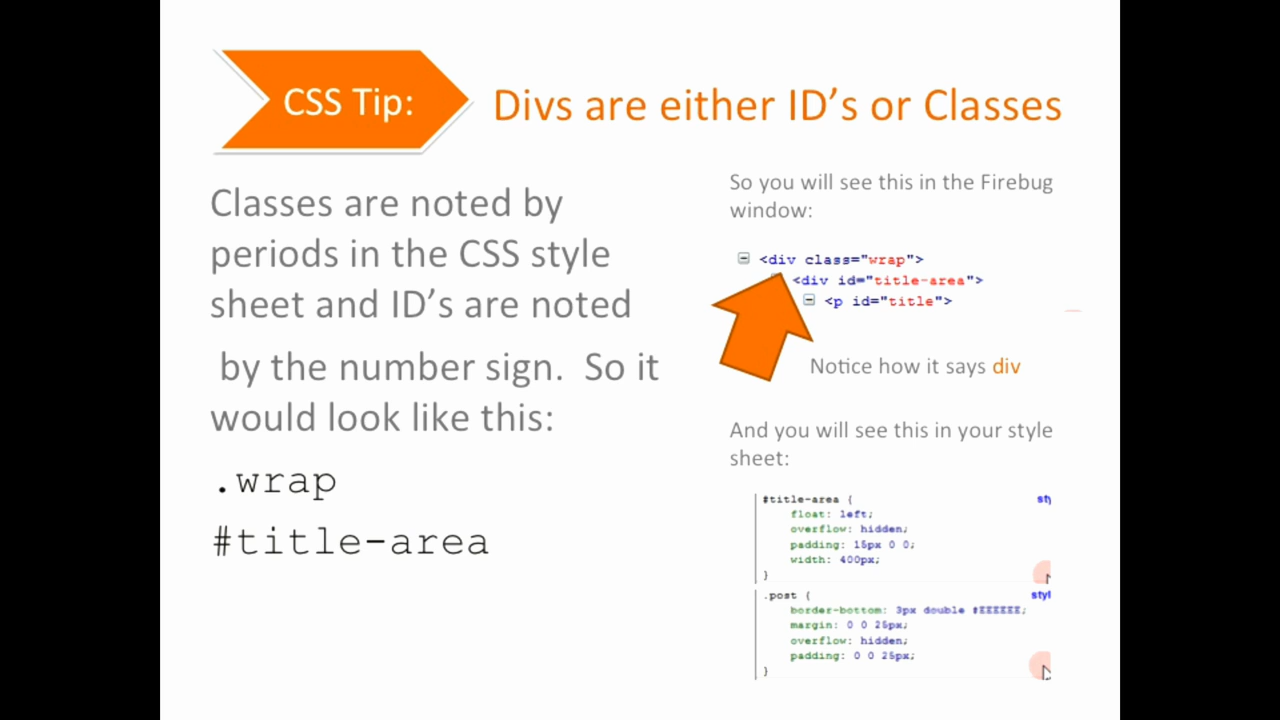 CSS Tip:
Divs are either ID's or Classes
Classes are noted by
periods in the CSS style
sheet and ID's are noted
by the number sign.  So it
would look like this:
.wrap
#title-area
So you will see this in the Firebug
window:
<div class="wrap">
<div id="title-area">
<p id="title">
Notice how it says div
And you will see this in your style
sheet:
#title-area {
sty
float: left;
overflow: hidden;
padding: 15px 0 0;
width: 400px;
}
.post {
styl
border-bottom: 3px double #EEEEEE;
margin: 0 0 25px;
overflow: hidden;
padding: 0 0 25px;
}